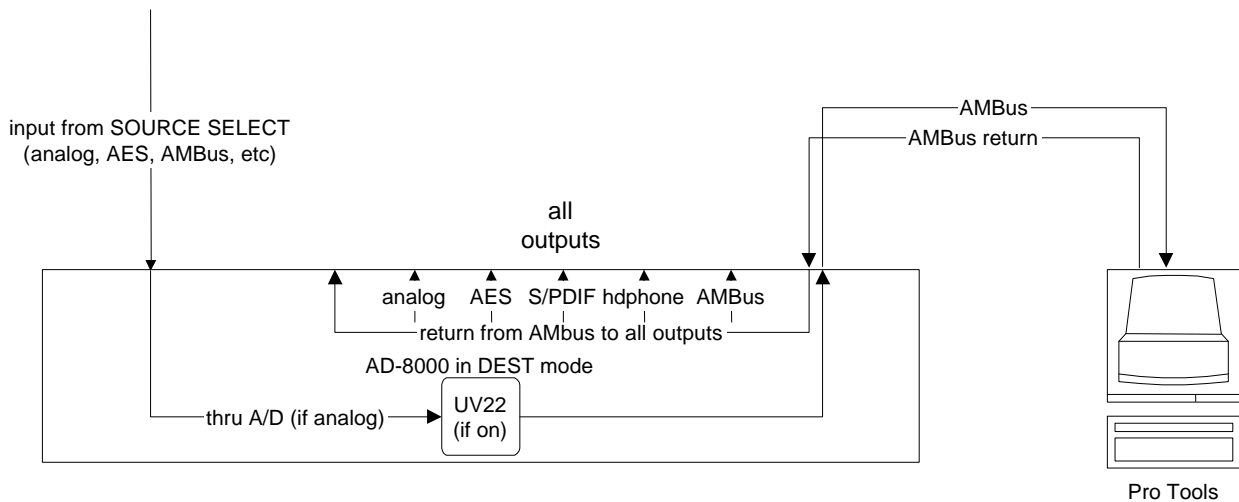 AMBus
AMBus return
input from SOURCE SELECT
(analog, AES, AMBus, etc)
all
outputs
analog AES S/PDIF hdphone AMBus
return from AMbus to all outputs
AD-8000 in DEST mode
thru A/D (if analog)
UV22
(if on)
Pro Tools